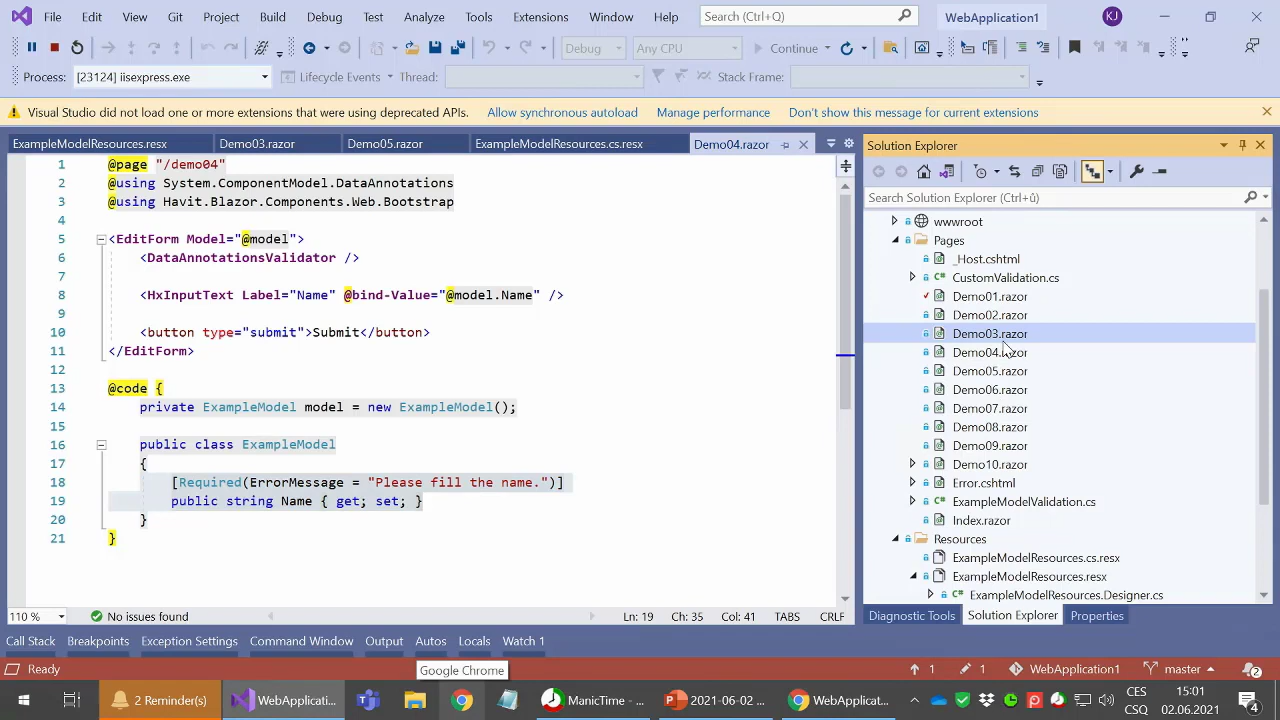 File Edit View Git Project Build Debug Test Analyze Tools Extensions Window Help Search (Ctrl+Q) WebApplication1 KJ
Debug Any CPU Continue
Process: [23124] iisexpress.exe Lifecycle Events Thread: Stack Frame:
Visual Studio did not load one or more extensions that were using deprecated APIs. Allow synchronous autoload Manage performance Don't show this message for current extensions
ExampleModelResources.resx Demo03.razor Demo05.razor ExampleModelResources.cs.resx Demo04.razor
1 @page "/demo04"
2 @using System.ComponentModel.DataAnnotations
3 @using Havit.Blazor.Components.Web.Bootstrap
4
5 <EditForm Model="@model">
6 <DataAnnotationsValidator />
7
8 <HxInputText Label="Name" @bind-Value="@model.Name" />
9
10 <button type="submit">Submit</button>
11 </EditForm>
12
13 @code {
14 private ExampleModel model = new ExampleModel();
15
16 public class ExampleModel
17 {
18 [Required(ErrorMessage = "Please fill the name.")]
19 public string Name { get; set; }
20 }
21 }
110 % No issues found Ln: 19 Ch: 35 Col: 41 TABS CRLF
Solution Explorer
Search Solution Explorer (Ctrl+ů)
wwwroot
Pages
_Host.cshtml
CustomValidation.cs
Demo01.razor
Demo02.razor
Demo03.razor
Demo04.razor
Demo05.razor
Demo06.razor
Demo07.razor
Demo08.razor
Demo09.razor
Demo10.razor
Error.cshtml
ExampleModelValidation.cs
Index.razor
Resources
ExampleModelResources.cs.resx
ExampleModelResources.resx
ExampleModelResources.Designer.cs
Diagnostic Tools Solution Explorer Properties
Call Stack Breakpoints Exception Settings Command Window Output Autos Locals Watch 1
Ready 1 1 WebApplication1 master 2
Google Chrome
2 Reminder(s) WebApplicati... ManicTime - ... 2021-06-02 ... WebApplicat... CES 15:01
CSQ 02.06.2021 4